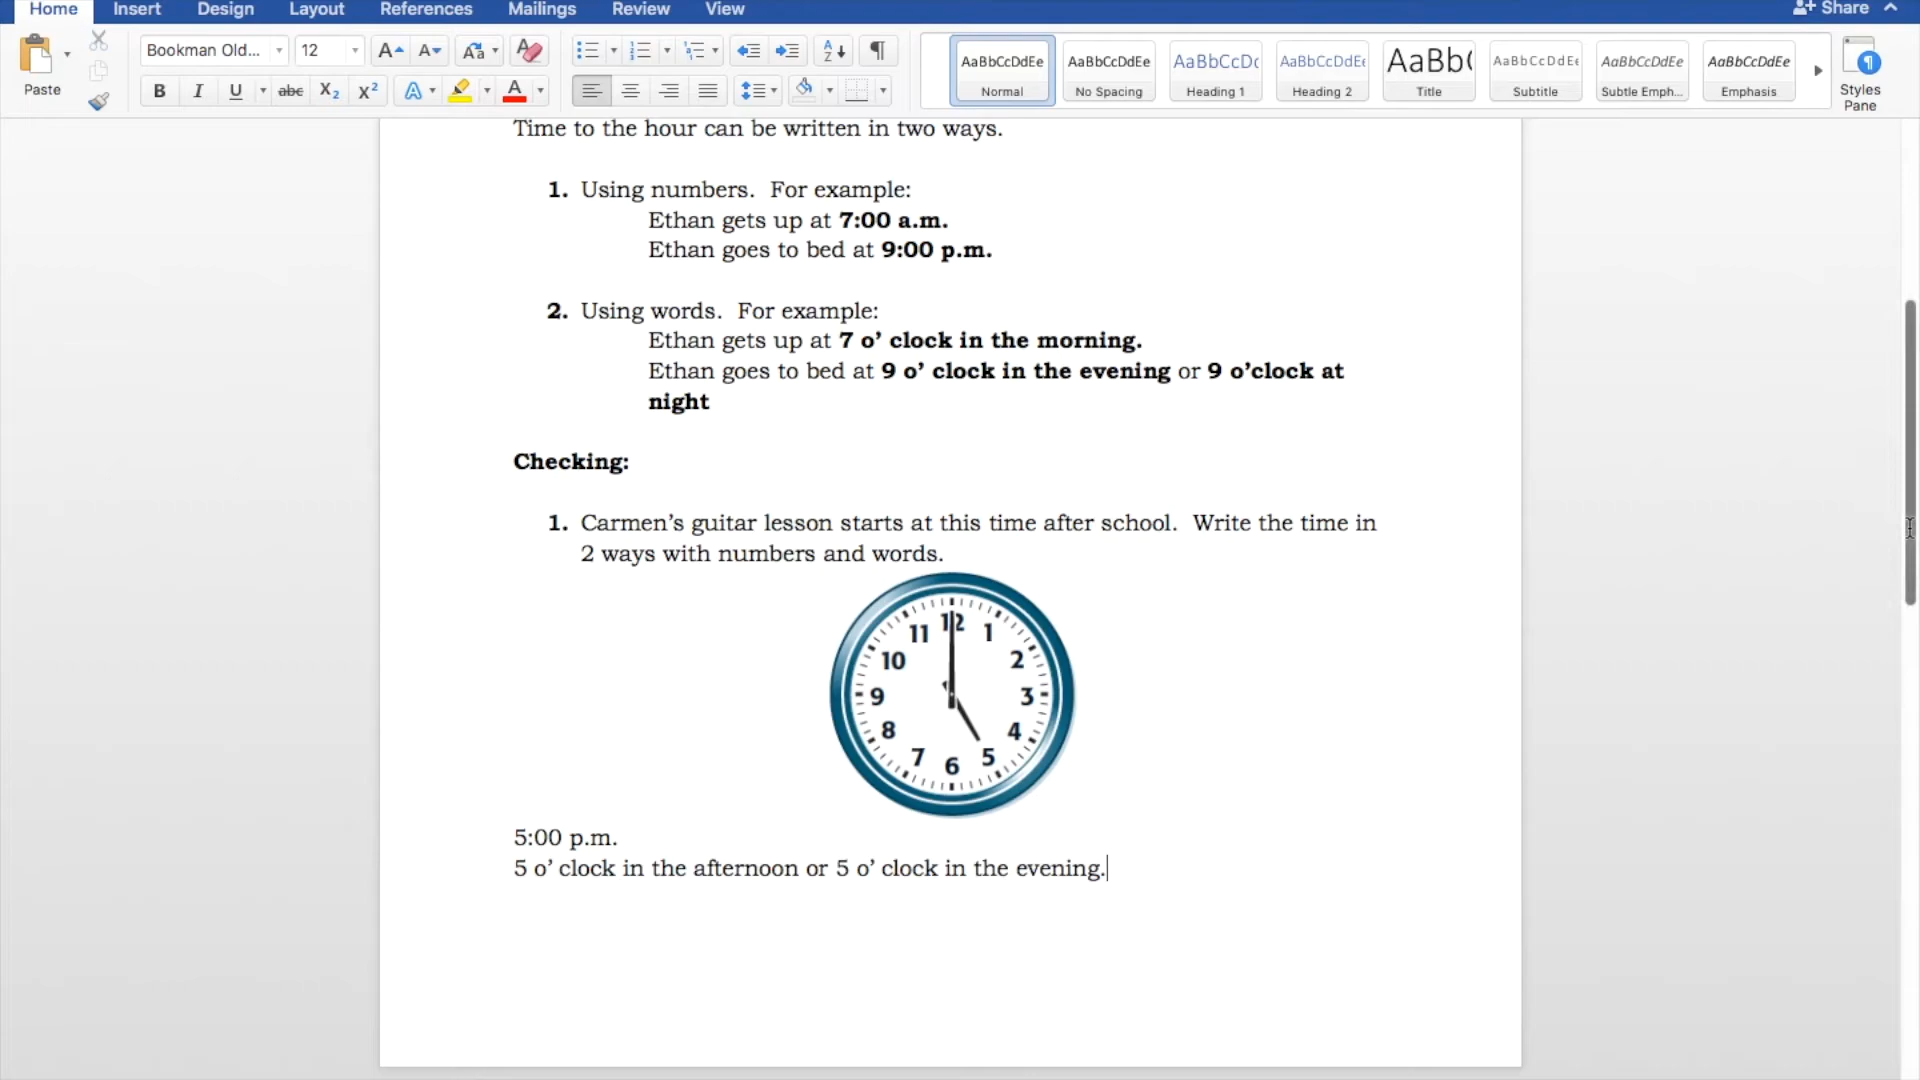 Home Insert Design Layout References Mailings Review View Share
Bookman Old... 12
Paste
AaBbCcDdEe AaBbCcDdEe AaBbCcDc AaBbCcDdEe AaBb( AaBbCcDdEe AaBbCcDdEe AaBbCcDdEe
Normal No Spacing Heading 1 Heading 2 Title Subtitle Subtle Emph... Emphasis
Styles
Pane
Time to the hour can be written in two ways.
1. Using numbers. For example:
Ethan gets up at 7:00 a.m.
Ethan goes to bed at 9:00 p.m.
2. Using words. For example:
Ethan gets up at 7 o’ clock in the morning.
Ethan goes to bed at 9 o’ clock in the evening or 9 o’clock at
night
Checking:
1. Carmen’s guitar lesson starts at this time after school. Write the time in
2 ways with numbers and words.
12
11 1
10 2
9 3
8 4
7 5
6
5:00 p.m.
5 o’ clock in the afternoon or 5 o’ clock in the evening.